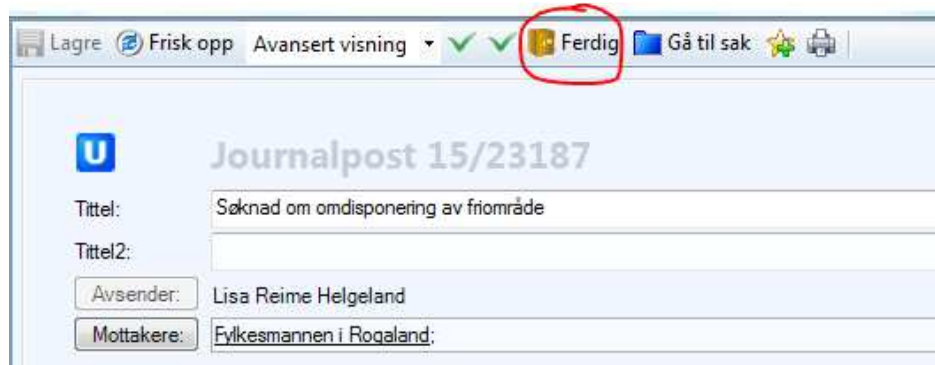 Lagre Frisk opp Avansert visning Ferdig Gå til sak
U Journalpost 15/23187
Tittel: Søknad om omdisponering av friområde
Tittel2:
Avsender: Lisa Reime Helgeland
Mottakere: Fylkesmannen i Rogaland;